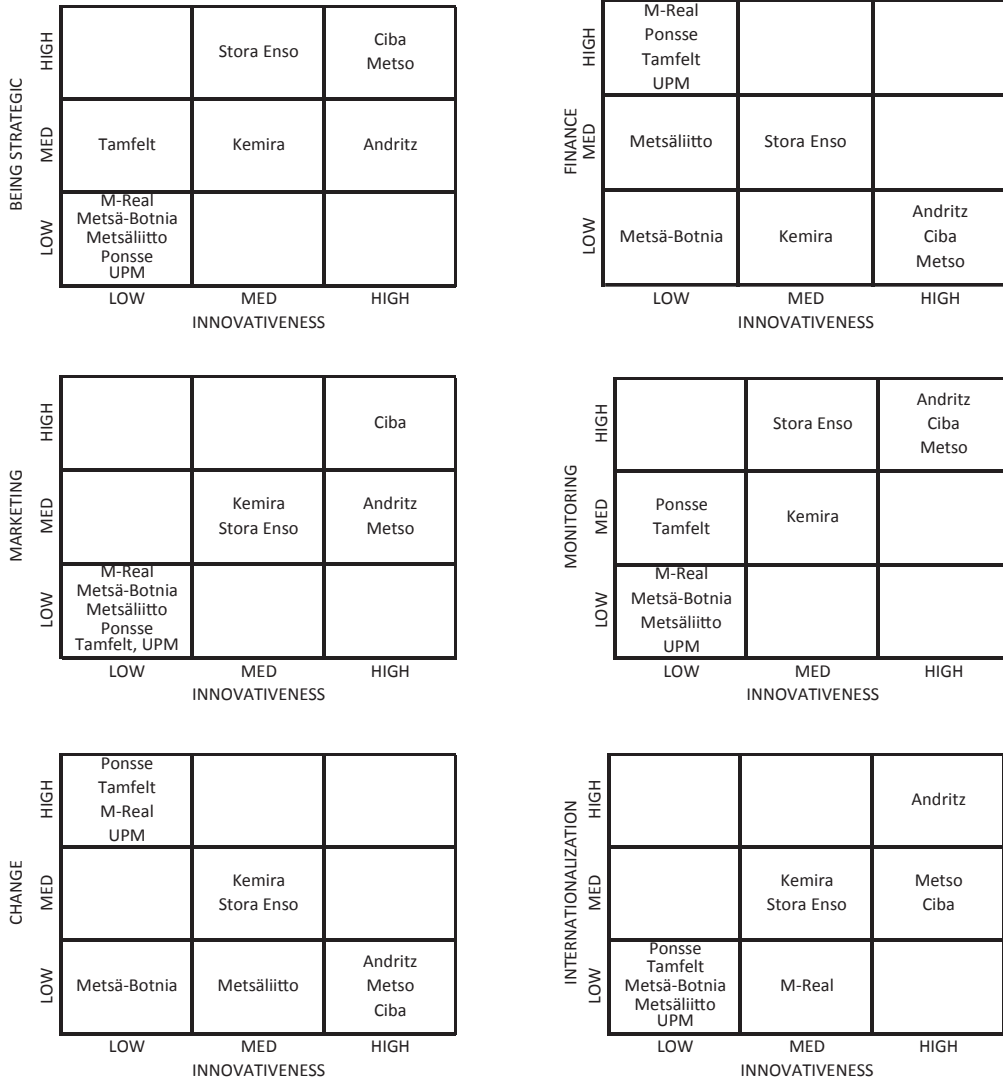 BEING STRATEGIC
HIGH
Stora Enso
Ciba
Metso
MED
Tamfelt
Kemira
Andritz
LOW
M-Real
Metsä-Botnia
Metsäliitto
Ponsse
UPM
LOW
MED
HIGH
INNOVATIVENESS
FINANCE
HIGH
M-Real
Ponsse
Tamfelt
UPM
MED
Metsäliitto
Stora Enso
LOW
Metsä-Botnia
Kemira
Andritz
Ciba
Metso
LOW
MED
HIGH
INNOVATIVENESS
MARKETING
HIGH
Ciba
MED
Kemira
Stora Enso
Andritz
Metso
LOW
M-Real
Metsä-Botnia
Metsäliitto
Ponsse
Tamfelt, UPM
LOW
MED
HIGH
INNOVATIVENESS
MONITORING
HIGH
Stora Enso
Andritz
Ciba
Metso
MED
Ponsse
Tamfelt
Kemira
LOW
M-Real
Metsä-Botnia
Metsäliitto
UPM
LOW
MED
HIGH
INNOVATIVENESS
CHANGE
HIGH
Ponsse
Tamfelt
M-Real
UPM
MED
Kemira
Stora Enso
LOW
Metsä-Botnia
Metsäliitto
Andritz
Metso
Ciba
LOW
MED
HIGH
INNOVATIVENESS
INTERNATIONALIZATION
HIGH
Andritz
MED
Kemira
Stora Enso
Metso
Ciba
LOW
Ponsse
Tamfelt
Metsä-Botnia
Metsäliitto
UPM
M-Real
LOW
MED
HIGH
INNOVATIVENESS